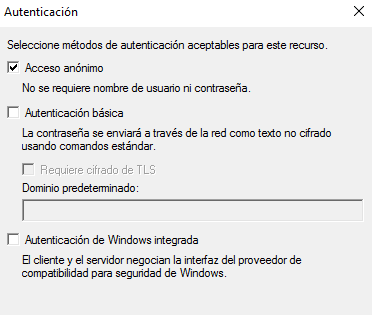 Autenticación
Seleccione métodos de autenticación aceptables para este recurso.
Acceso anónimo
No se requiere nombre de usuario ni contraseña.
Autenticación básica
La contraseña se enviará a través de la red como texto no cifrado
usando comandos estándar.
Requiere cifrado de TLS
Dominio predeterminado:
Autenticación de Windows integrada
El cliente y el servidor negocian la interfaz del proveedor de
compatibilidad para seguridad de Windows.